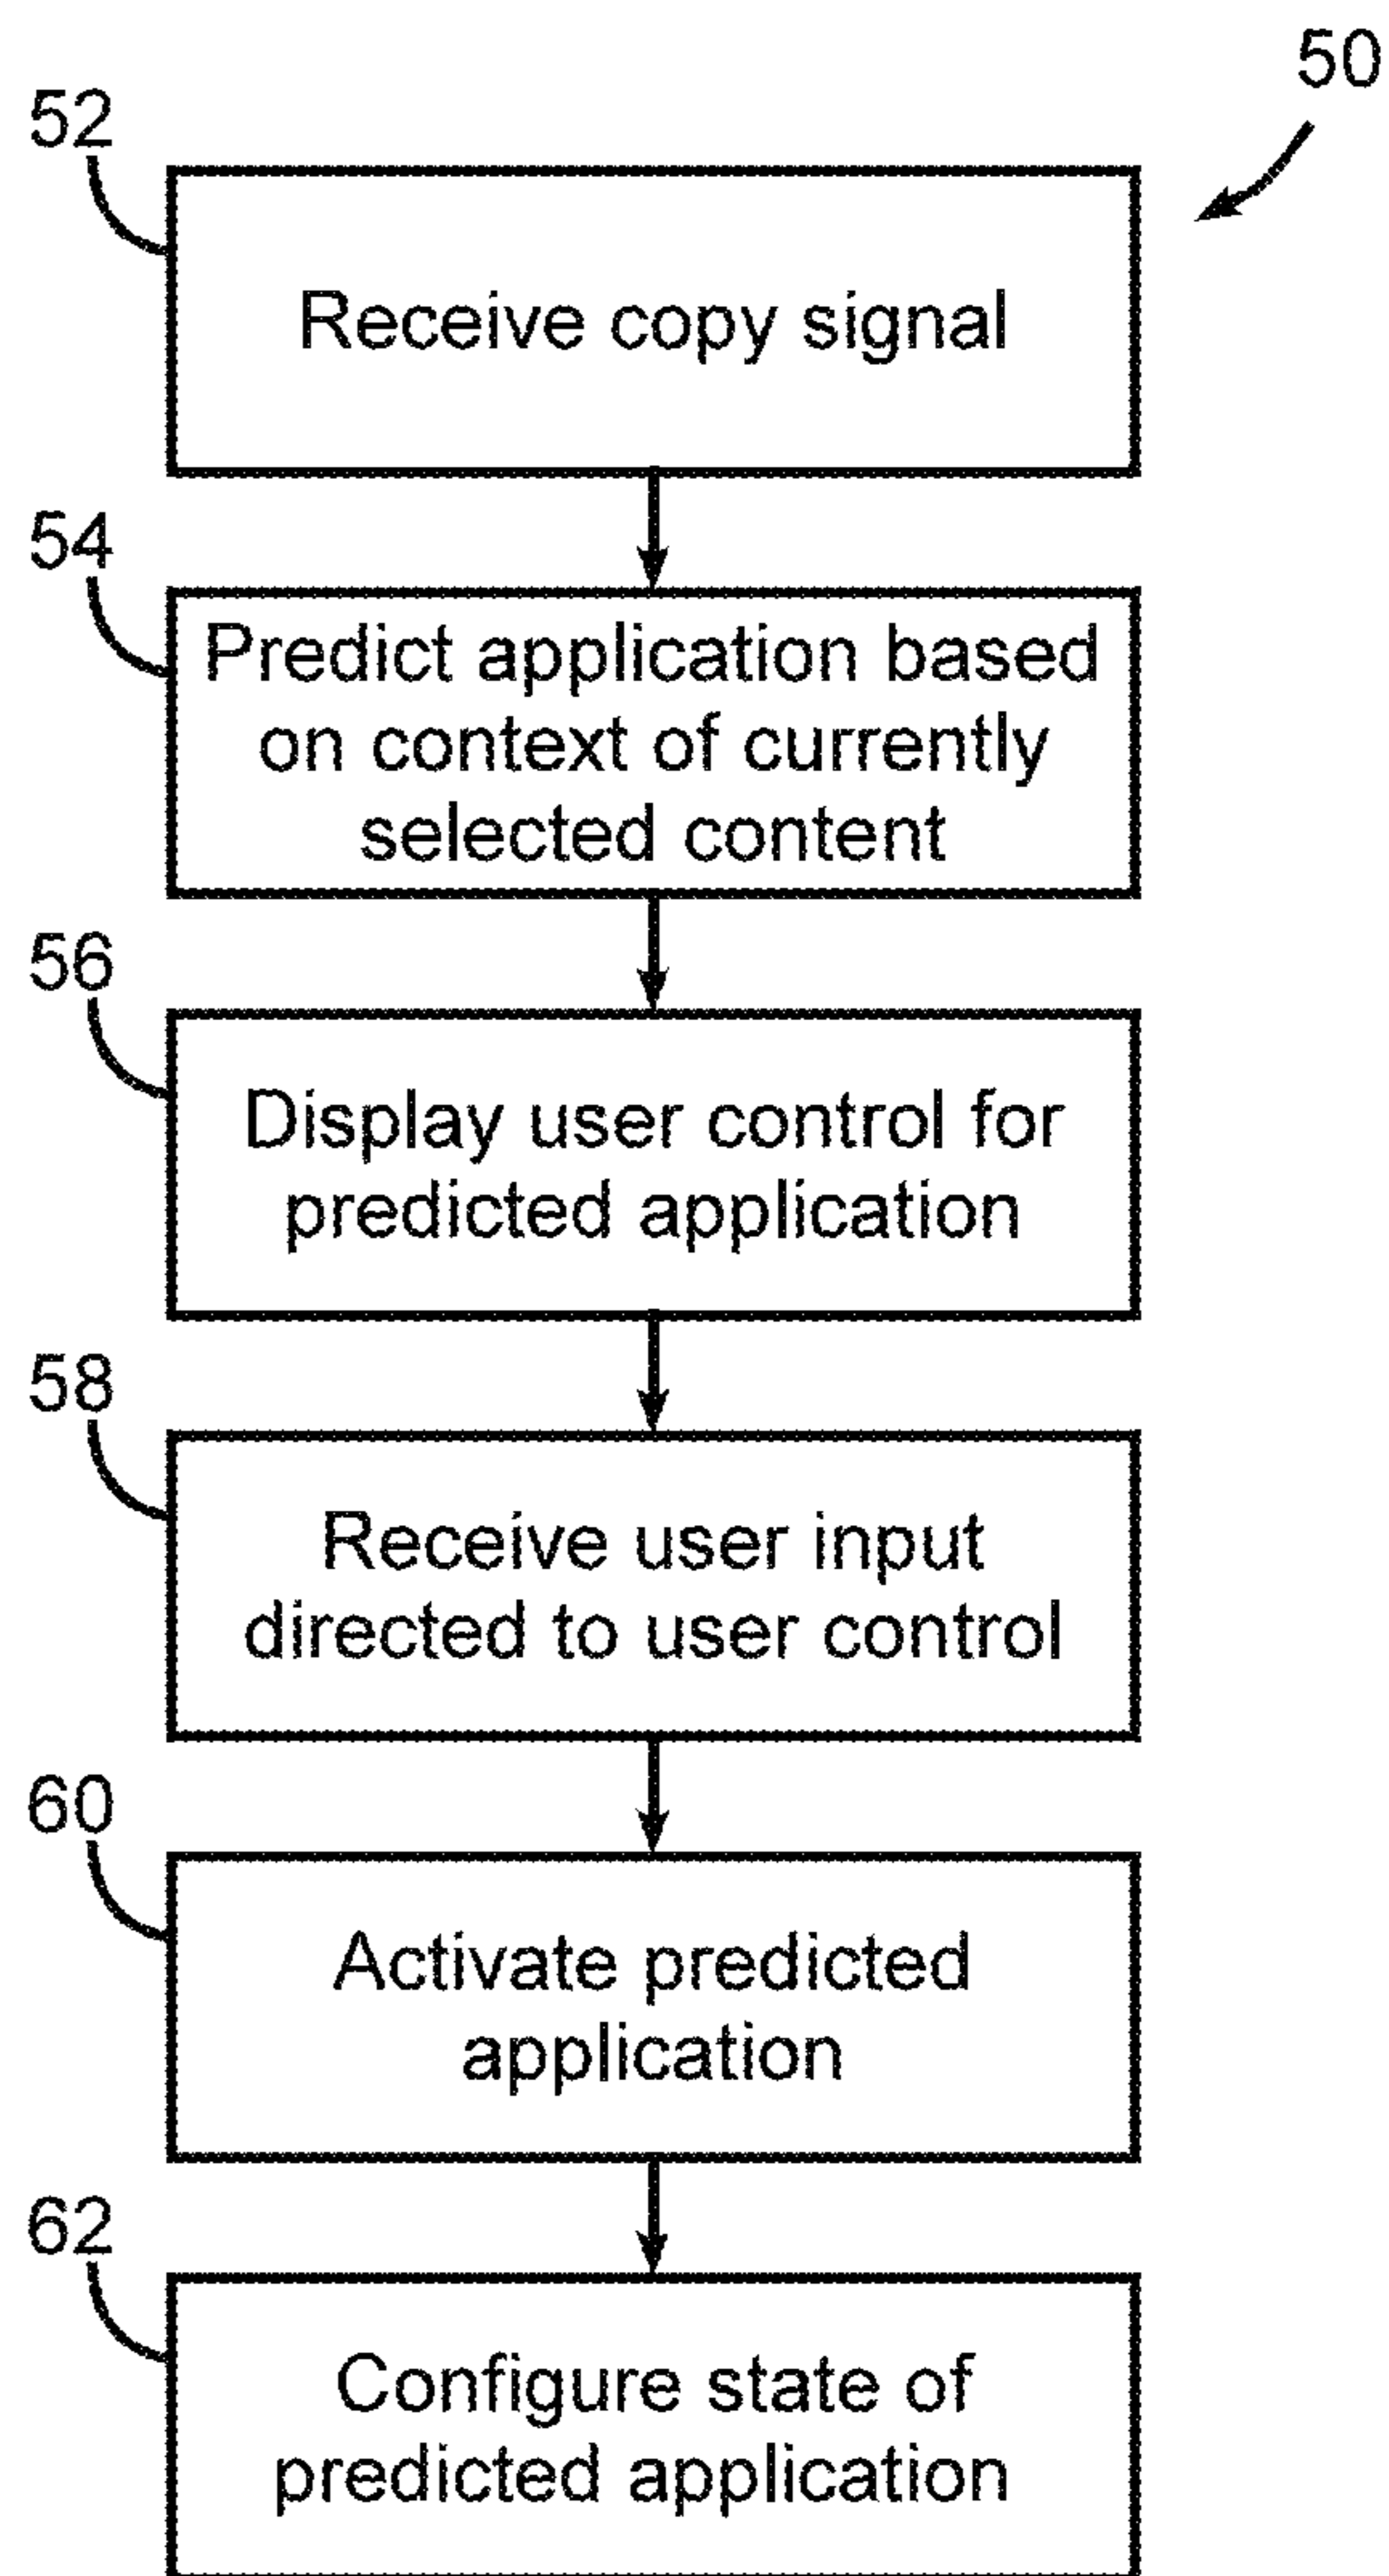 50
52
Receive copy signal
54
Predict application based
on context of currently
selected content
56
Display user control for
predicted application
58
Receive user input
directed to user control
60
Activate predicted
application
62
Configure state of
predicted application